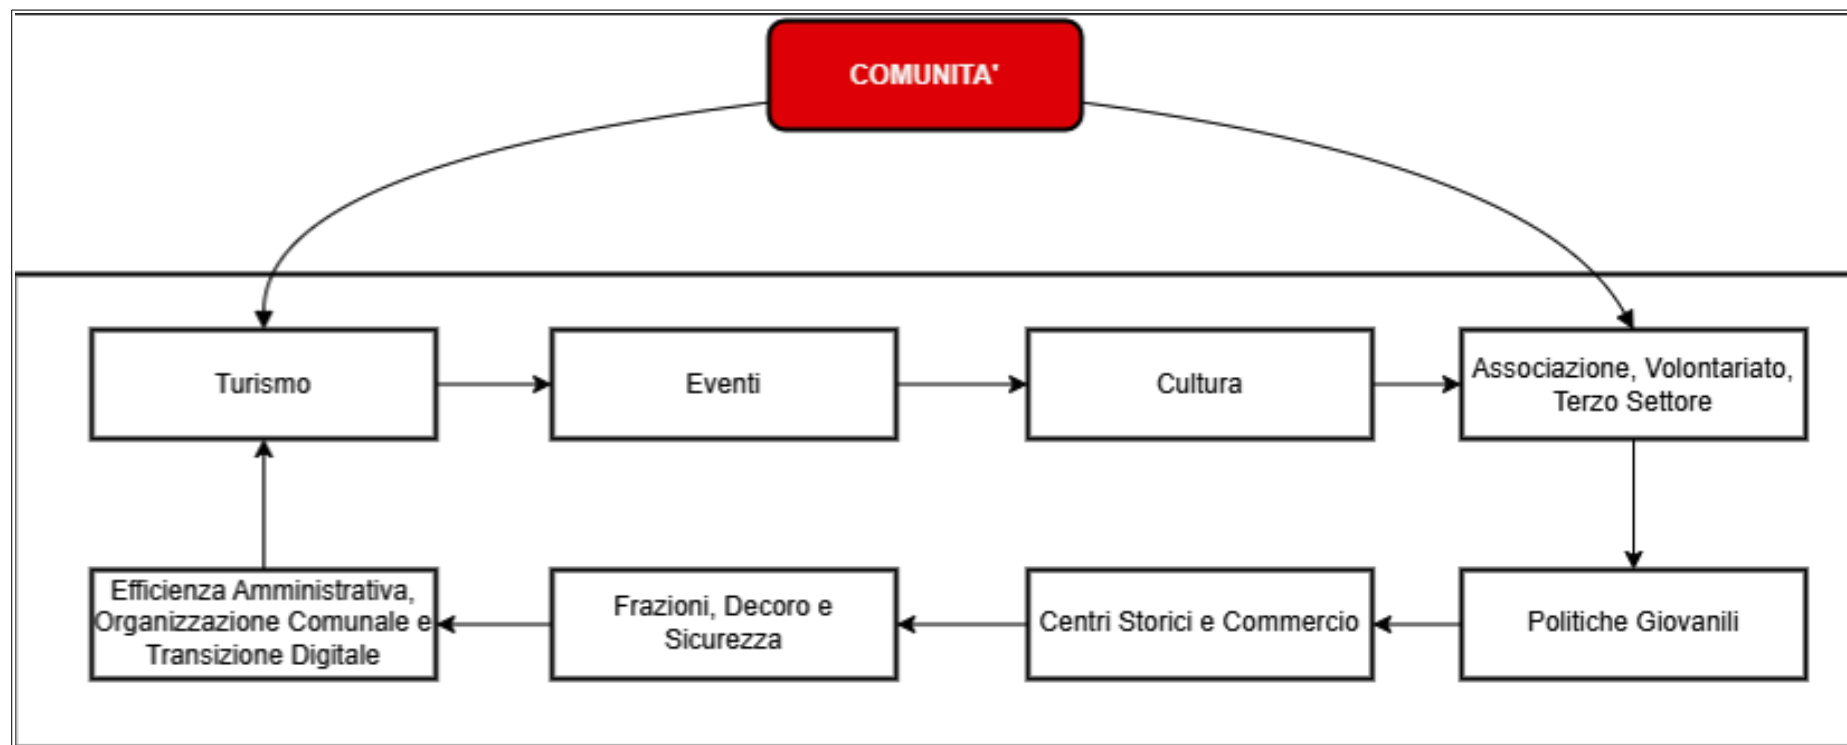 COMUNITA'
Turismo
Eventi
Cultura
Associazione, Volontariato,
Terzo Settore
Efficienza Amministrativa,
Organizzazione Comunale e
Transizione Digitale
Frazioni, Decoro e
Sicurezza
Centri Storici e Commercio
Politiche Giovanili